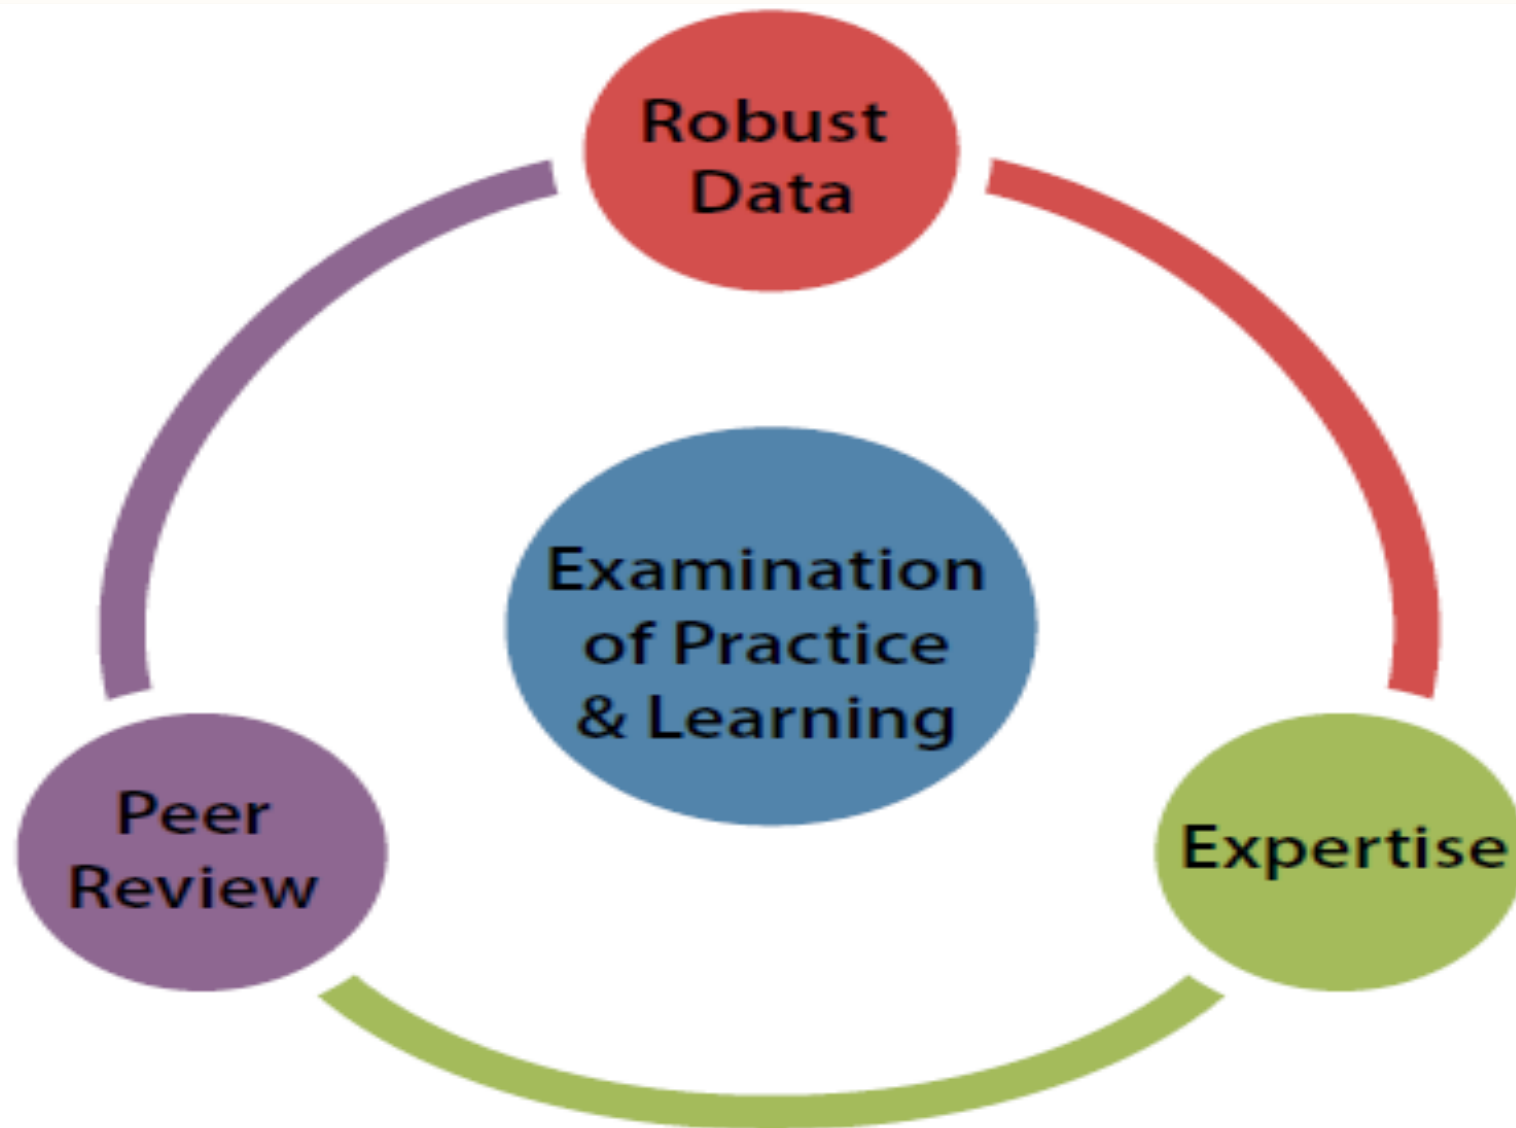 Robust
Data
Examination
of Practice
& Learning
Peer
Review
Expertise